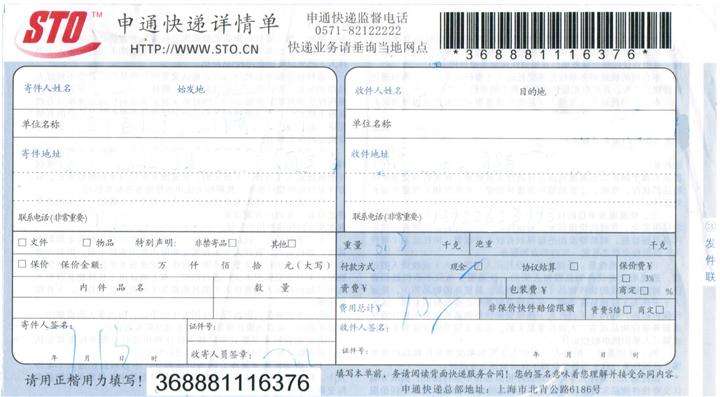 STO™ 申通快递详情单
HTTP://WWW.STO.CN
申通快递监督电话
0571-82122222
快递业务请垂询当地网点
*368881116376*
寄件人姓名 始发地
单位名称
寄件地址
联系电话(非常重要)
收件人姓名 目的地
单位名称
收件地址
联系电话(非常重要)
文件 物品 特别声明: 非禁寄品 其他
保价 保价金额: 万 仟 佰 拾 元(大写)
内件品名 数量
寄件人签名: 证件号:
年 月 日 时 收寄人员签章:
重量 千克 泡重 千克
付款方式 现金 协议结算 保价费¥
3%
资费¥ 包装费¥ 商定 %
费用总计¥ 非保价快件赔偿限额 资费5倍 商定
收件人签名:
证件号: 年 月 日 时
请用正楷用力填写! 368881116376
填写本单前,务请阅读背面快递服务合同!您的签名意味着您理解并接受合同内容.
申通快递总部地址:上海市北青公路6186号
发
件
联